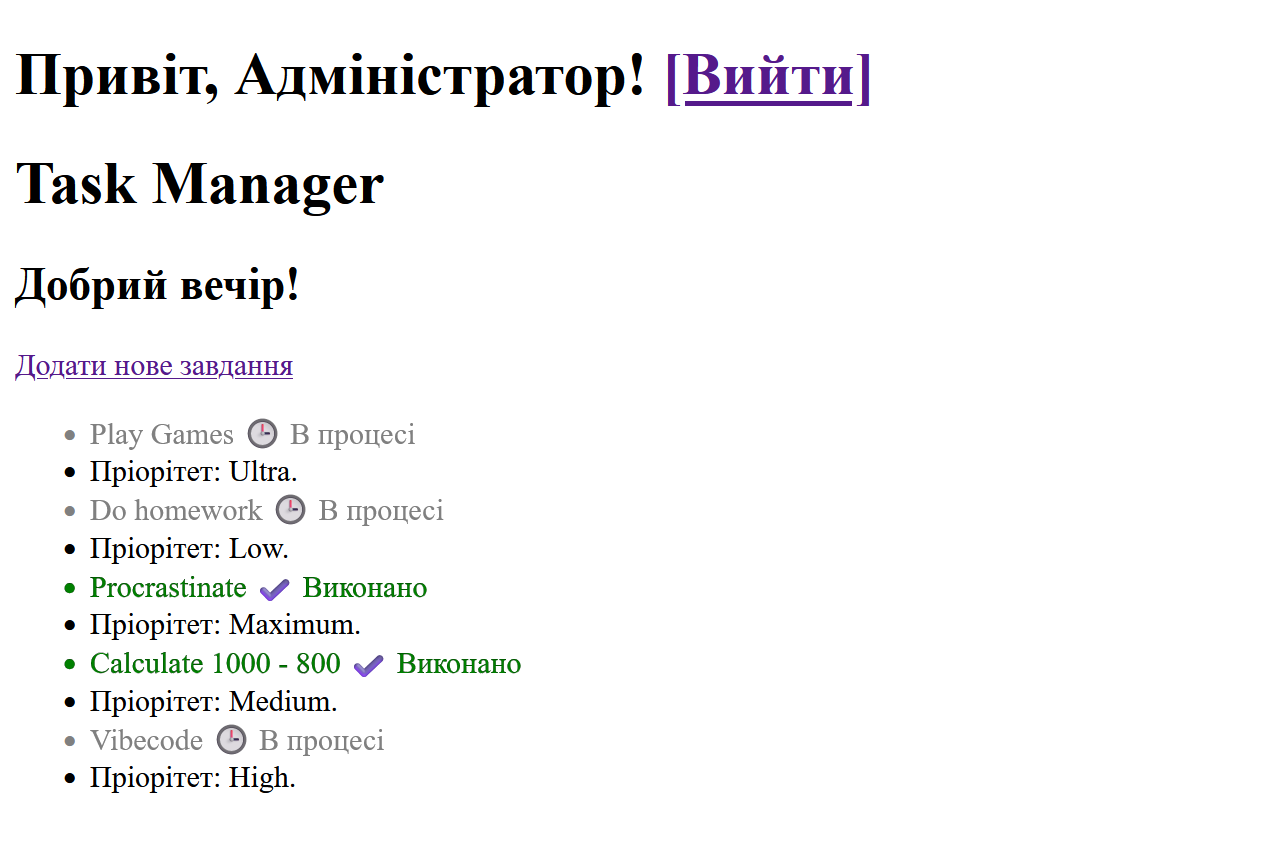 Привіт, Адміністратор! [Вийти]
Task Manager
Добрий вечір!
Додати нове завдання
Play Games 🕒 В процесі
Пріорітет: Ultra.
Do homework 🕒 В процесі
Пріорітет: Low.
Procrastinate ✔ Виконано
Пріорітет: Maximum.
Calculate 1000 - 800 ✔ Виконано
Пріорітет: Medium.
Vibecode 🕒 В процесі
Пріорітет: High.